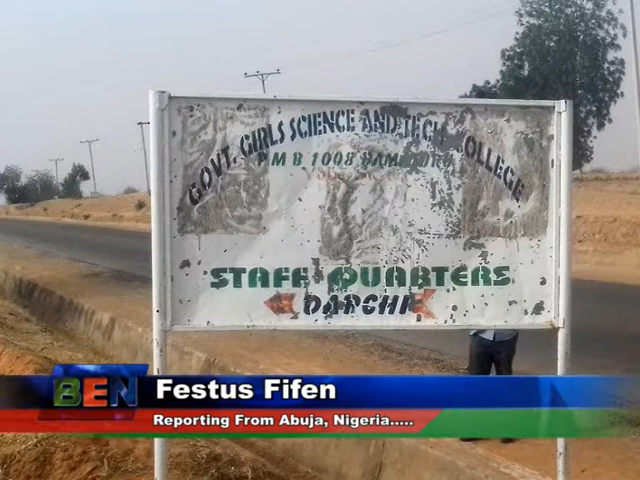 GOVT. GIRLS SCIENCE AND TECH. COLLEGE
P M B 1008
STAFF QUARTERS
DAPCHI
BEN
Festus Fifen
Reporting From Abuja, Nigeria.....